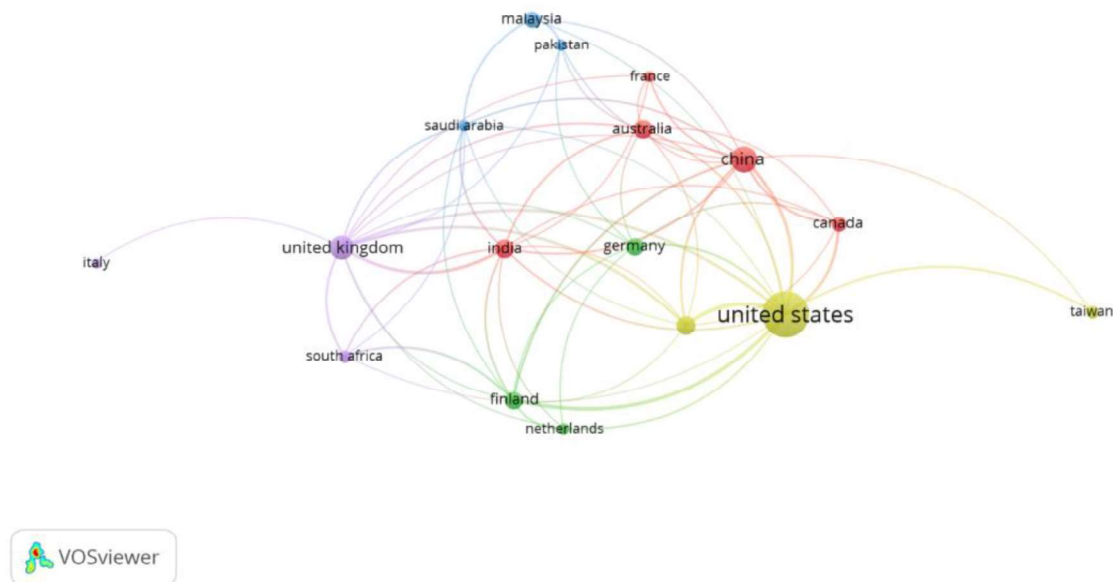 malaysia
pakistan
france
saudi arabia
australia
china
canada
united kingdom
india
germany
italy
united states
taiwan
south africa
finland
netherlands
VOSviewer